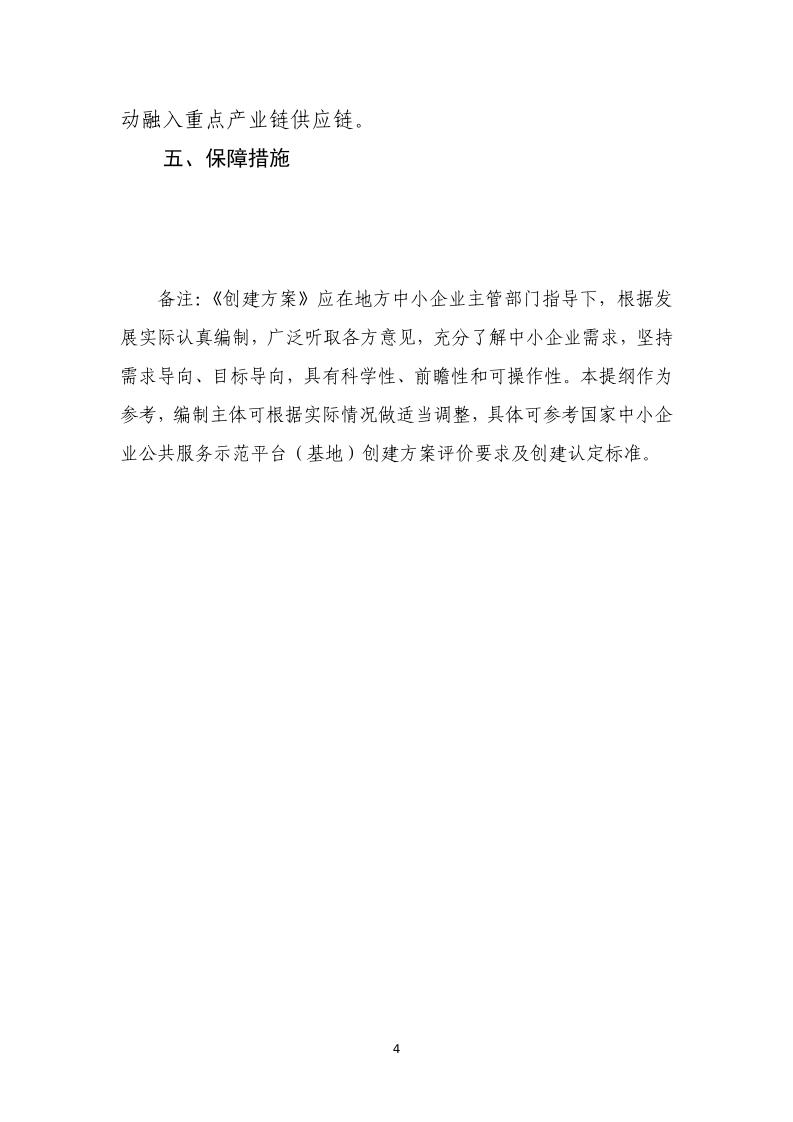 动融入重点产业链供应链。
五、保障措施
备注：《创建方案》应在地方中小企业主管部门指导下，根据发
展实际认真编制，广泛听取各方意见，充分了解中小企业需求，坚持
需求导向、目标导向，具有科学性、前瞻性和可操作性。本提纲作为
参考，编制主体可根据实际情况做适当调整，具体可参考国家中小企
业公共服务示范平台（基地）创建方案评价要求及创建认定标准。
4